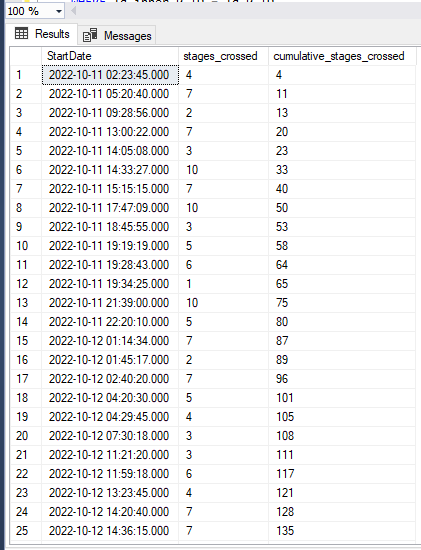 100 %
Results Messages
StartDate stages_crossed cumulative_stages_crossed
1 2022-10-11 02:23:45.000 4 4
2 2022-10-11 05:20:40.000 7 11
3 2022-10-11 09:28:56.000 2 13
4 2022-10-11 13:00:22.000 7 20
5 2022-10-11 14:05:08.000 3 23
6 2022-10-11 14:33:27.000 10 33
7 2022-10-11 15:15:15.000 7 40
8 2022-10-11 17:47:09.000 10 50
9 2022-10-11 18:45:55.000 3 53
10 2022-10-11 19:19:19.000 5 58
11 2022-10-11 19:28:43.000 6 64
12 2022-10-11 19:34:25.000 1 65
13 2022-10-11 21:39:00.000 10 75
14 2022-10-11 22:20:10.000 5 80
15 2022-10-12 01:14:34.000 7 87
16 2022-10-12 01:45:17.000 2 89
17 2022-10-12 02:40:20.000 7 96
18 2022-10-12 04:20:30.000 5 101
19 2022-10-12 04:29:45.000 4 105
20 2022-10-12 07:30:18.000 3 108
21 2022-10-12 11:21:20.000 3 111
22 2022-10-12 11:59:18.000 6 117
23 2022-10-12 13:23:45.000 4 121
24 2022-10-12 14:20:40.000 7 128
25 2022-10-12 14:36:15.000 7 135